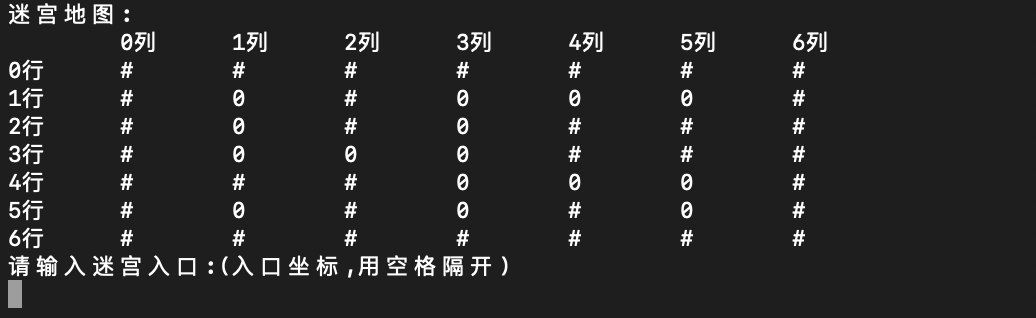 迷宫地图:
0列 1列 2列 3列 4列 5列 6列
0行 # # # # # # #
1行 # 0 # 0 0 0 #
2行 # 0 # 0 # # #
3行 # 0 0 0 # # #
4行 # # # 0 0 0 #
5行 # 0 # 0 # 0 #
6行 # # # # # # #
请输入迷宫入口:(入口坐标,用空格隔开)